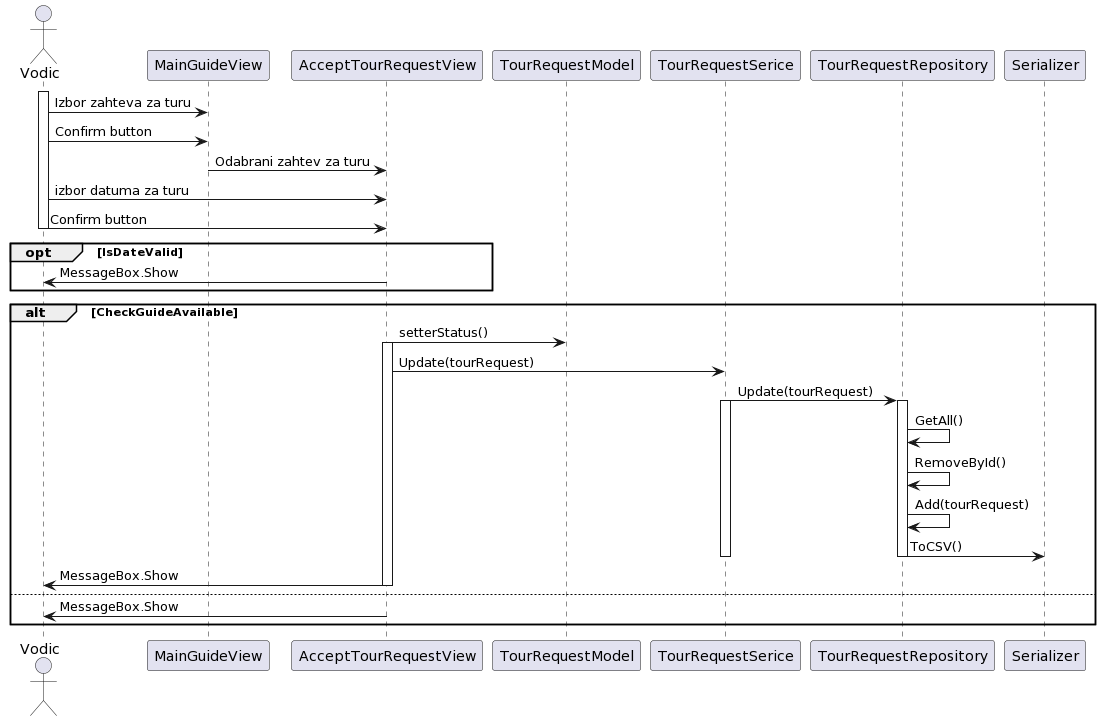 Vodic
MainGuideView
AcceptTourRequestView
TourRequestModel
TourRequestSerice
TourRequestRepository
Serializer
Izbor zahteva za turu
Confirm button
Odabrani zahtev za turu
izbor datuma za turu
Confirm button
opt [IsDateValid]
MessageBox.Show
alt [CheckGuideAvailable]
setterStatus()
Update(tourRequest)
Update(tourRequest)
GetAll()
RemoveById()
Add(tourRequest)
ToCSV()
MessageBox.Show
MessageBox.Show
Vodic
MainGuideView
AcceptTourRequestView
TourRequestModel
TourRequestSerice
TourRequestRepository
Serializer